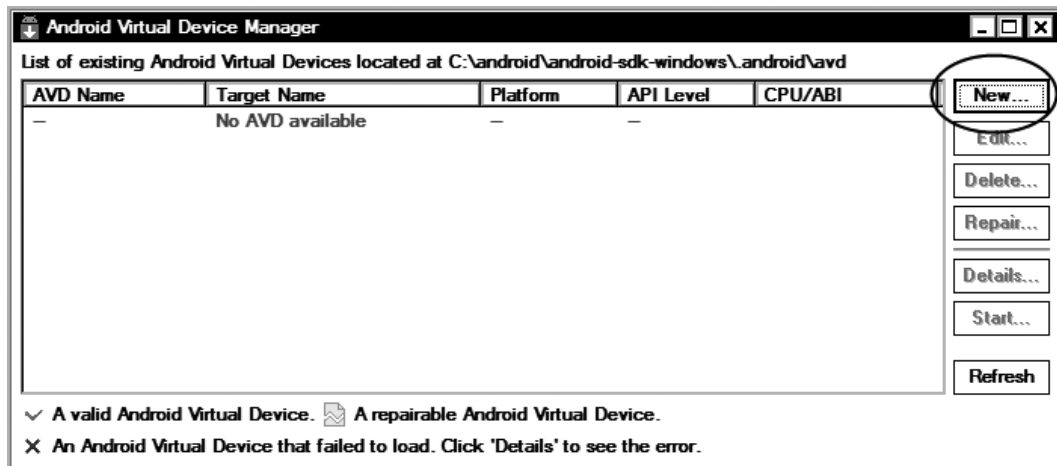 Android Virtual Device Manager
List of existing Android Virtual Devices located at C:\android\android-sdk-windows\.android\avd
AVD Name Target Name Platform API Level CPU/ABI New...
— No AVD available — —
Edit...
Delete...
Repair...
Details...
Start...
Refresh
A valid Android Virtual Device. A repairable Android Virtual Device.
An Android Virtual Device that failed to load. Click 'Details' to see the error.